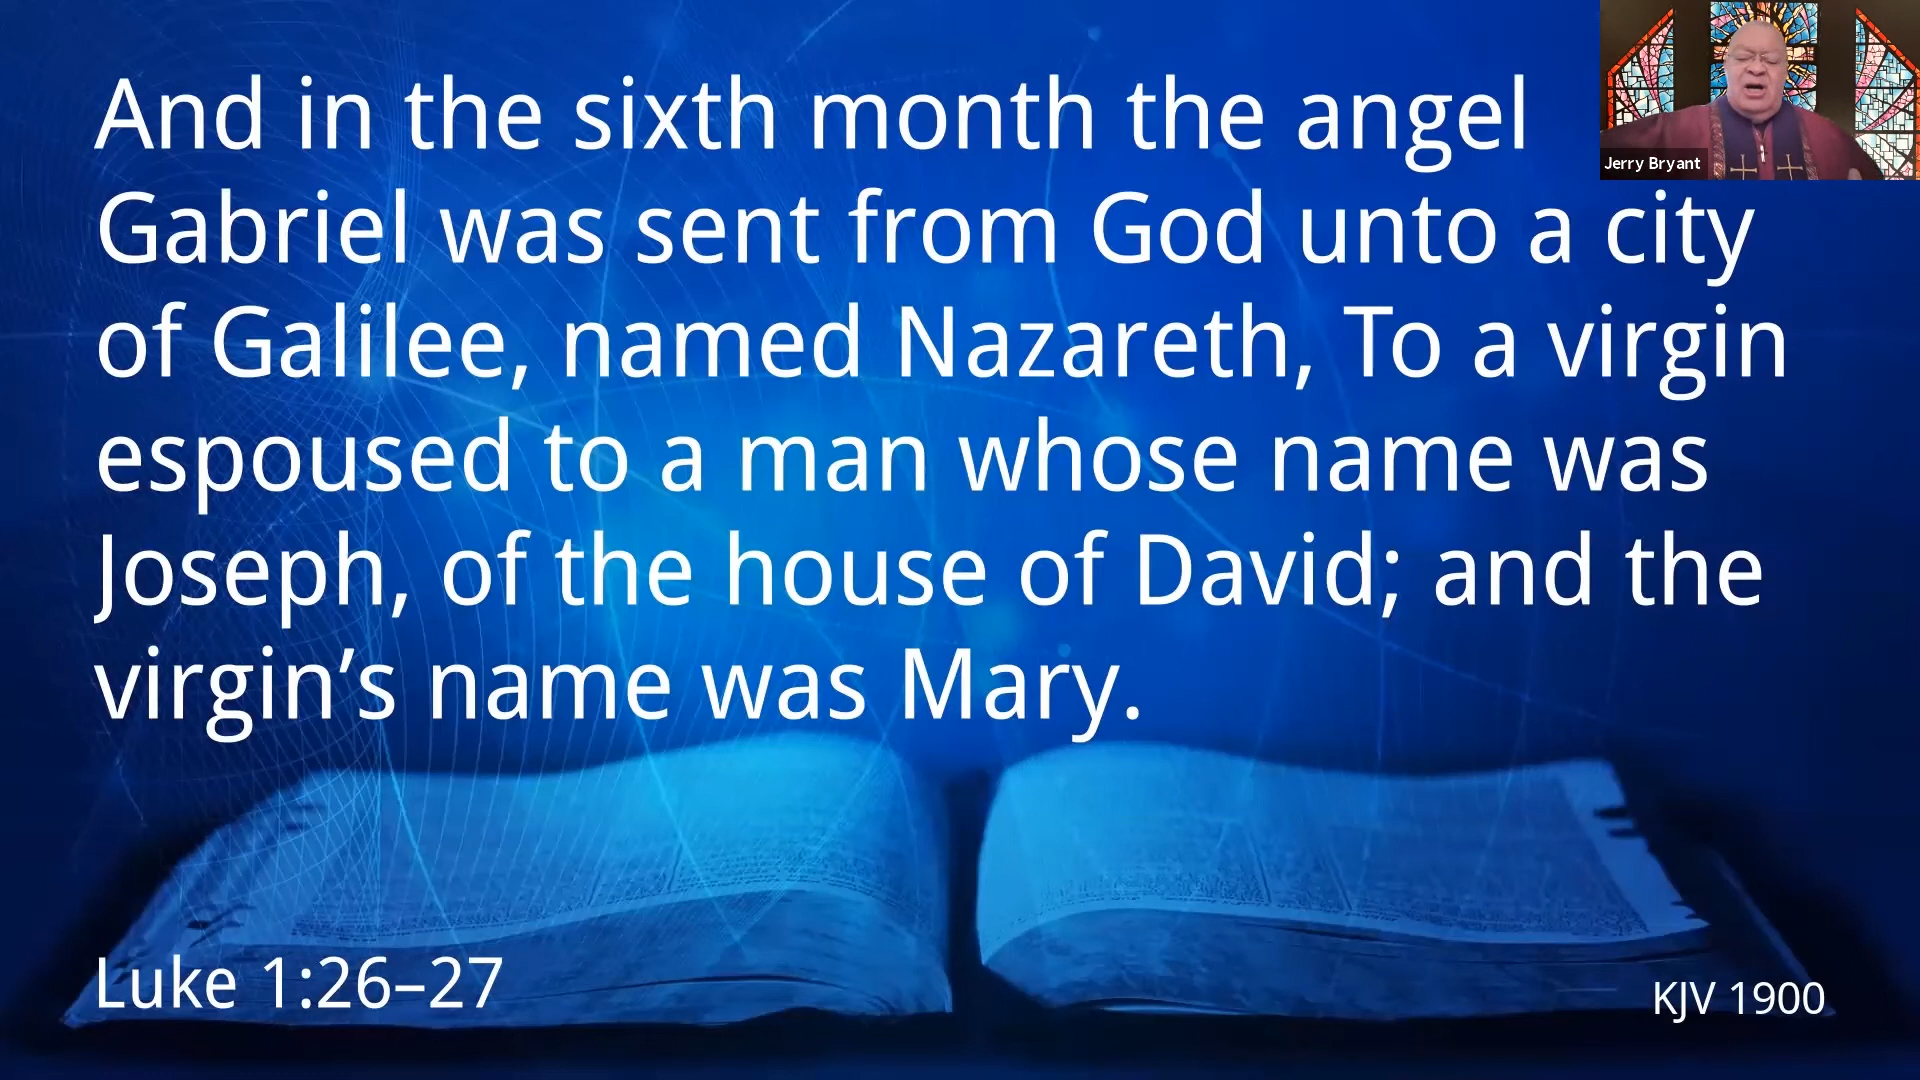 And in the sixth month the angel
Gabriel was sent from God unto a city
of Galilee, named Nazareth, To a virgin
espoused to a man whose name was
Joseph, of the house of David; and the
virgin’s name was Mary.
Luke 1:26–27
KJV 1900
Jerry Bryant